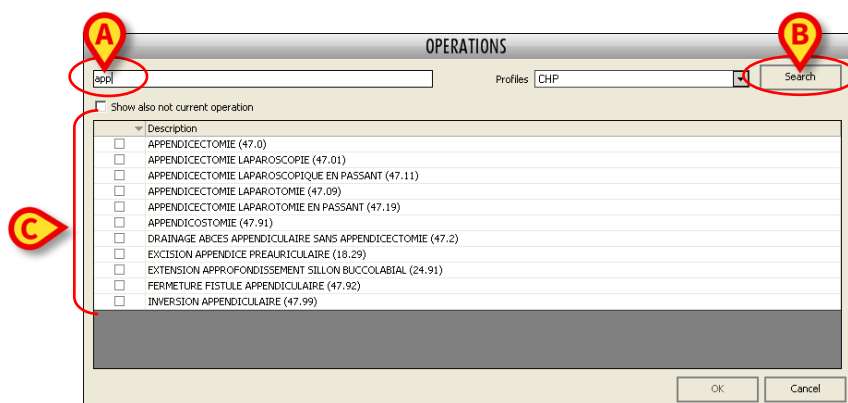 A
B
OPERATIONS
app
Profiles CHP Search
Show also not current operation
Description
APPENDICECTOMIE (47.0)
APPENDICECTOMIE LAPAROSCOPIE (47.01)
APPENDICECTOMIE LAPAROSCOPIQUE EN PASSANT (47.11)
APPENDICECTOMIE LAPAROTOMIE (47.09)
APPENDICECTOMIE LAPAROTOMIE EN PASSANT (47.19)
APPENDICOSTOMIE (47.91)
C
DRAINAGE ABCES APPENDICULAIRE SANS APPENDICECTOMIE (47.2)
EXCISION APPENDICE PREAURICULAIRE (18.29)
EXTENSION APPROFONDISSEMENT SILLON BUCCOLABIAL (24.91)
FERMETURE FISTULE APPENDICULAIRE (47.92)
INVERSION APPENDICULAIRE (47.99)
OK Cancel